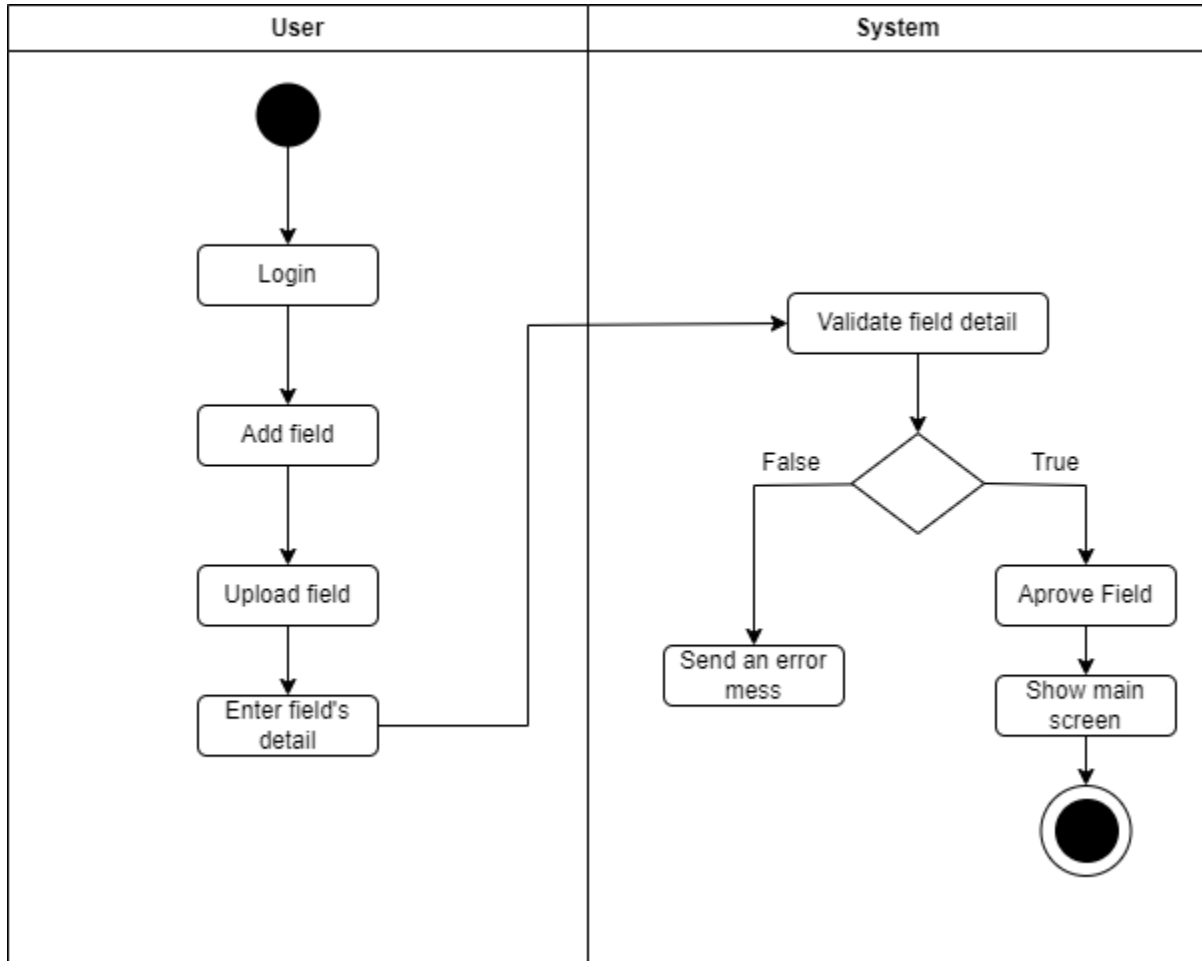 User
System
Login
Validate field detail
Add field
False
True
Upload field
Aprove Field
Send an error
mess
Enter field's
detail
Show main
screen